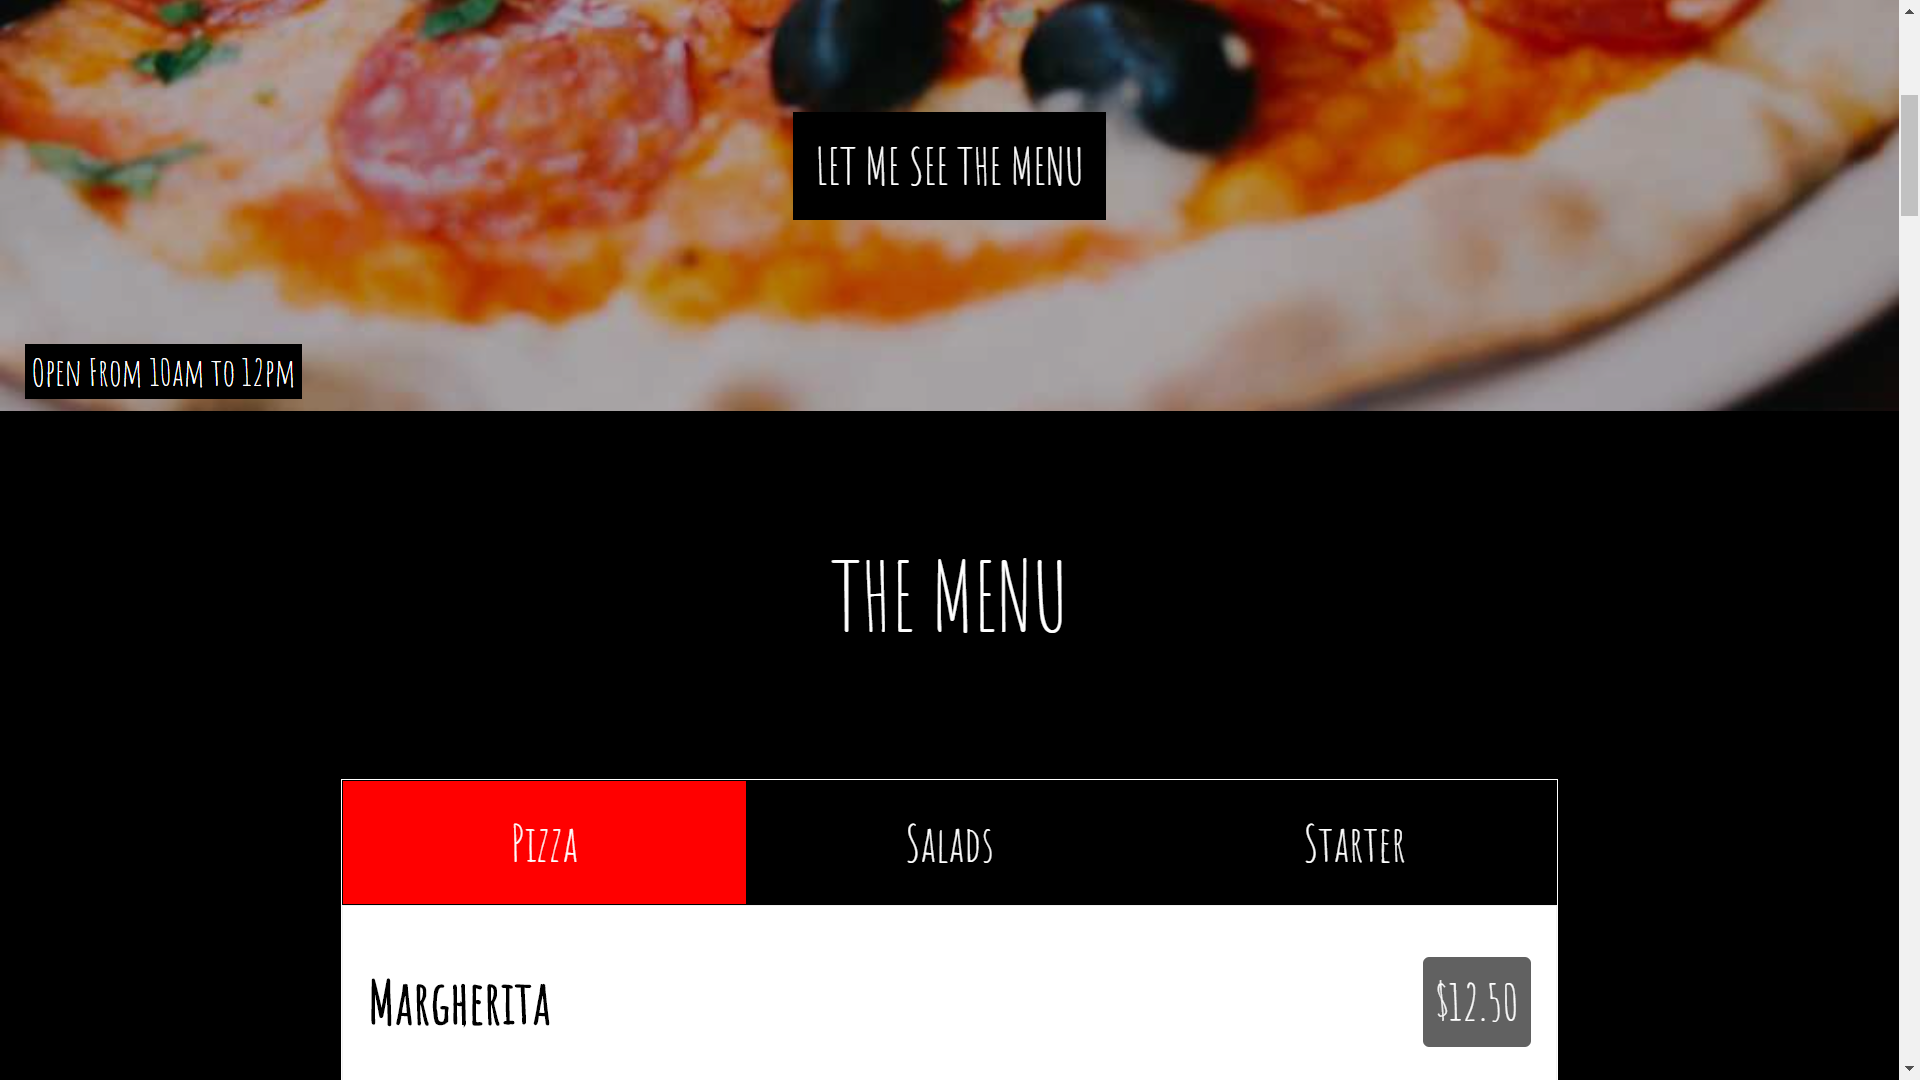 LET ME SEE THE MENU
Open From 10am to 12pm
THE MENU
Pizza
Salads
Starter
Margherita
$12.50